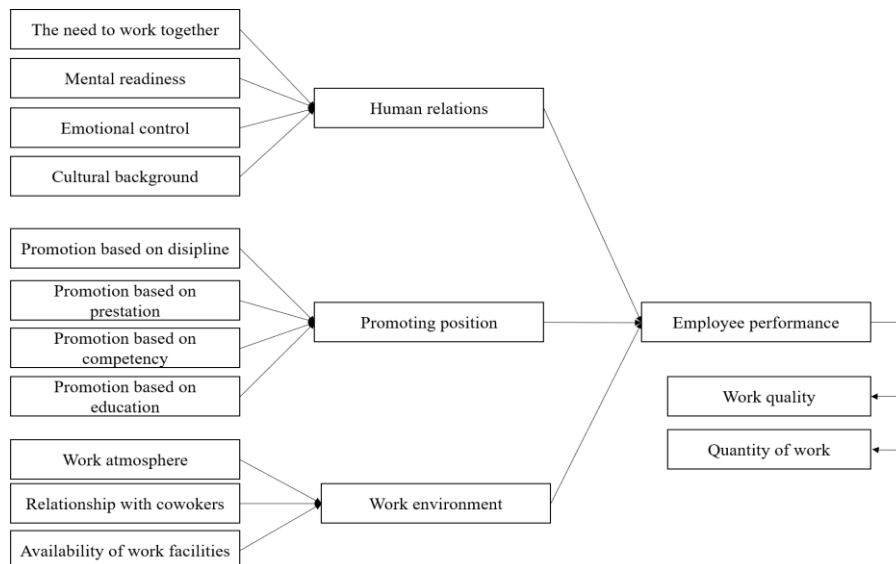 The need to work together
Mental readiness
Emotional control
Cultural background
Human relations
Promotion based on disipline
Promotion based on
prestation
Promotion based on
competency
Promotion based on
education
Promoting position
Employee performance
Work quality
Quantity of work
Work atmosphere
Relationship with cowokers
Availability of work facilities
Work environment